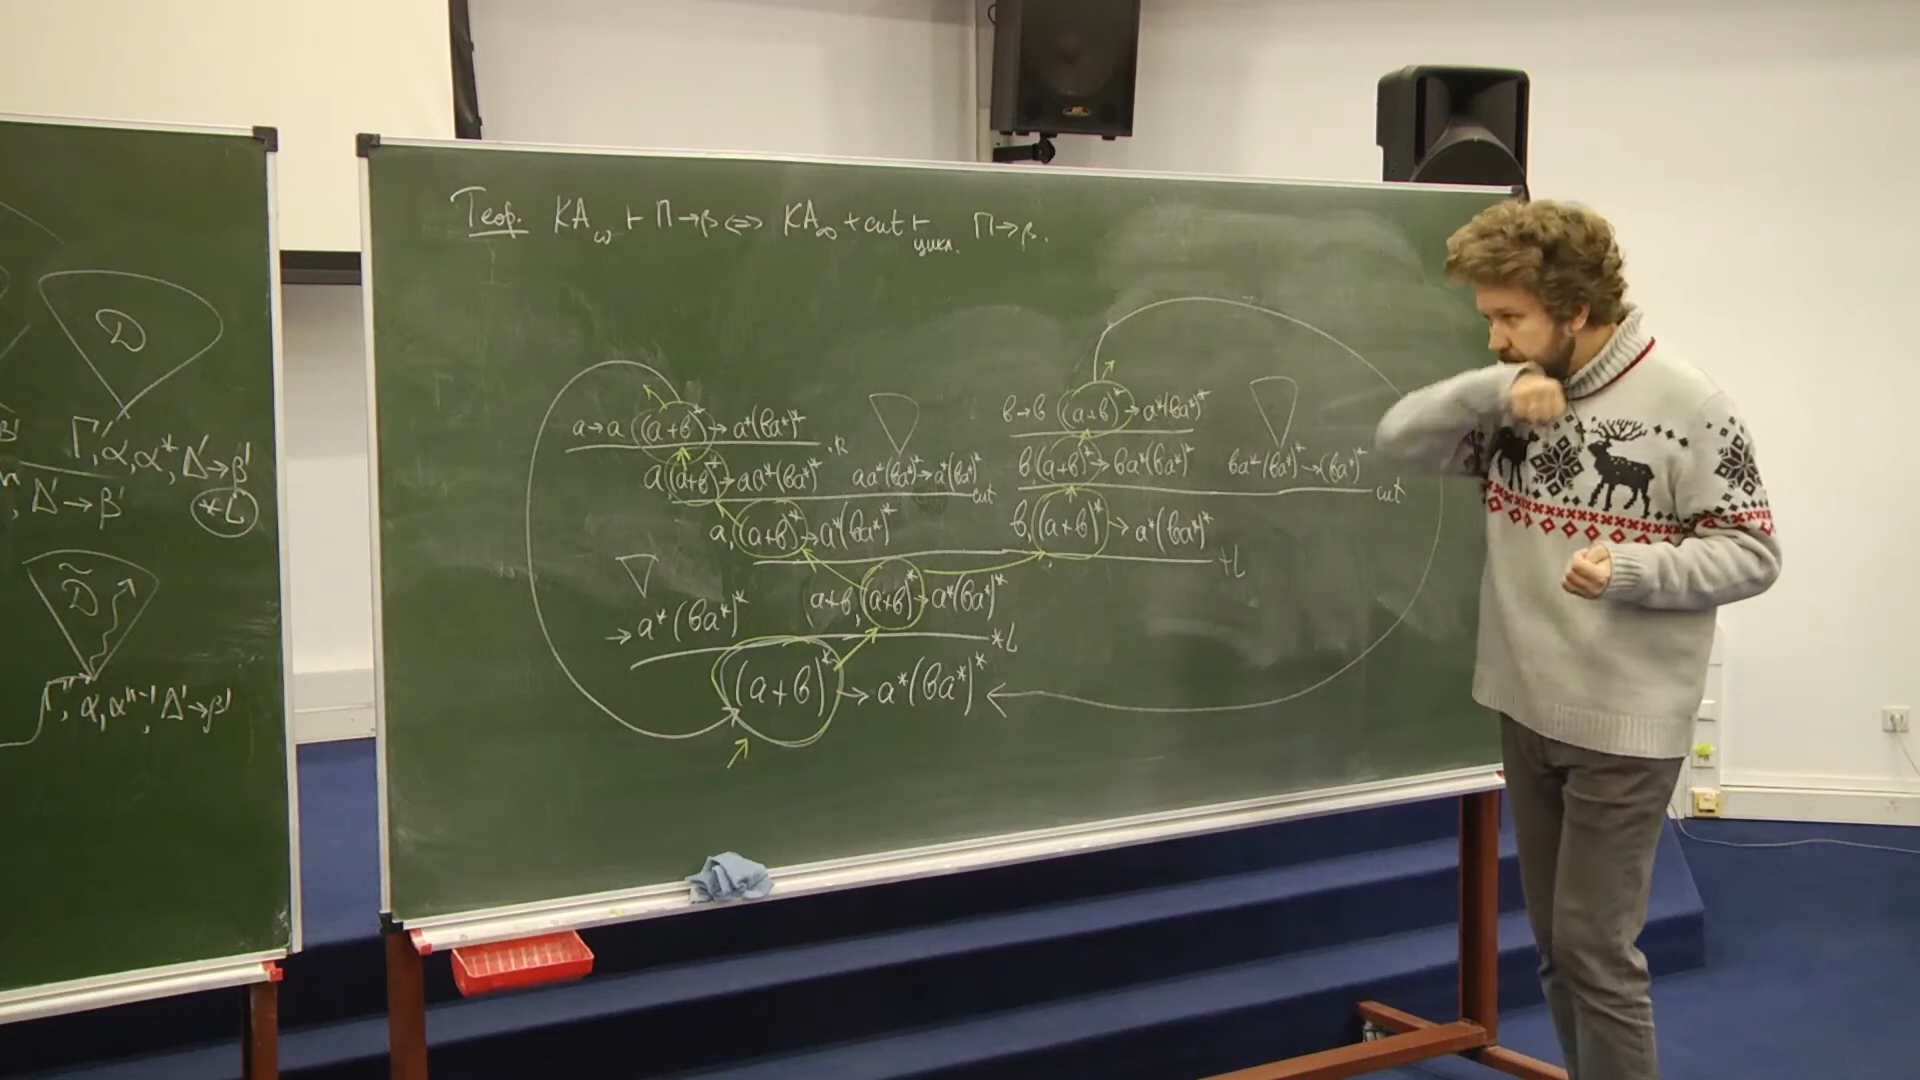 Теор. KA_ω ⊢ Π→β ⇔ KA_∞ + cut ⊢_цикл. Π→β.
a→a (a+b)*→a*(ba*)*
b→b (a+b)*→a*(ba*)*
a,(a+b)*→aa*(ba*)* ·R
aa*(ba*)*→a*(ba*)* cut
b,(a+b)*→ba*(ba*)*
ba*(ba*)*→(ba*)* cut
a,(a+b)*→a*(ba*)*
b,(a+b)*→a*(ba*)* +L
→a*(ba*)*
a+b,(a+b)*→a*(ba*)* *L
(a+b)*→a*(ba*)*
D
Γ',α,α*,Δ'→β'
,Δ'→β' *L
D̃
Γ',α,αⁿ⁻¹,Δ'→β'